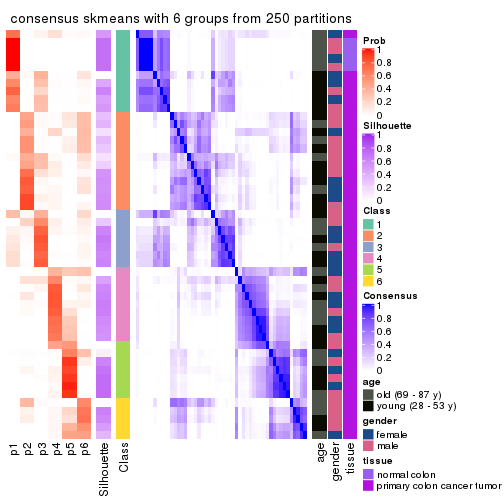 consensus skmeans with 6 groups from 250 partitions
Prob
1
0.8
0.6
0.4
0.2
0
Silhouette
1
0.8
0.6
0.4
0.2
0
Class
1
2
3
4
5
6
Consensus
1
0.8
0.6
0.4
0.2
0
age
old (69 - 87 y)
young (28 - 53 y)
gender
female
male
tissue
normal colon
primary colon cancer tumor
p1
p2
p3
p4
p5
p6
Silhouette
Class
age
gender
tissue